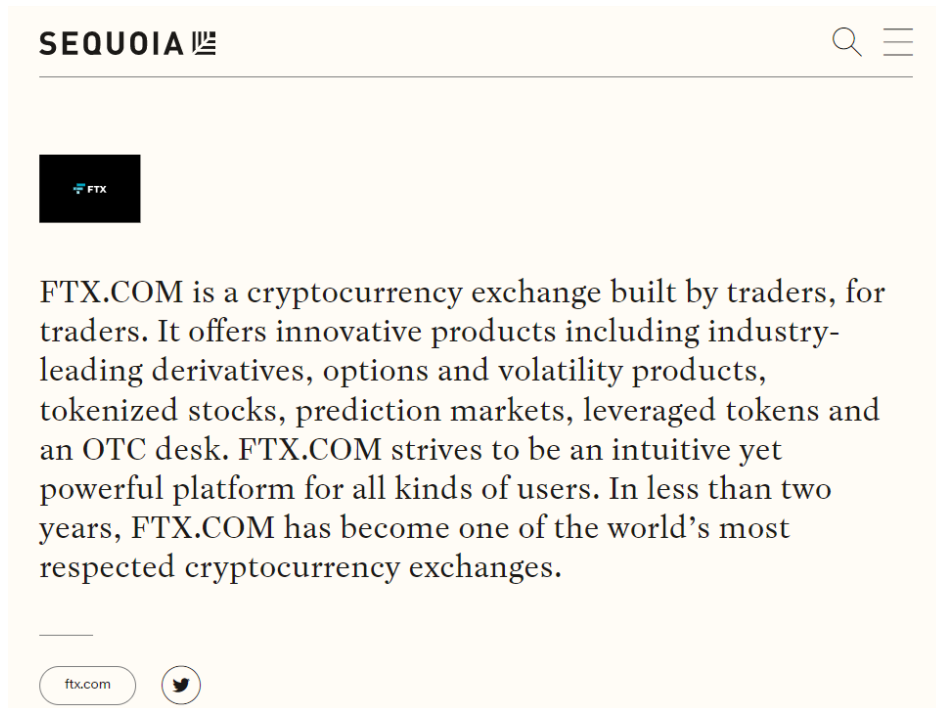 SEQUOIA
FTX
FTX.COM is a cryptocurrency exchange built by traders, for
traders. It offers innovative products including industry-
leading derivatives, options and volatility products,
tokenized stocks, prediction markets, leveraged tokens and
an OTC desk. FTX.COM strives to be an intuitive yet
powerful platform for all kinds of users. In less than two
years, FTX.COM has become one of the world’s most
respected cryptocurrency exchanges.
ftx.com